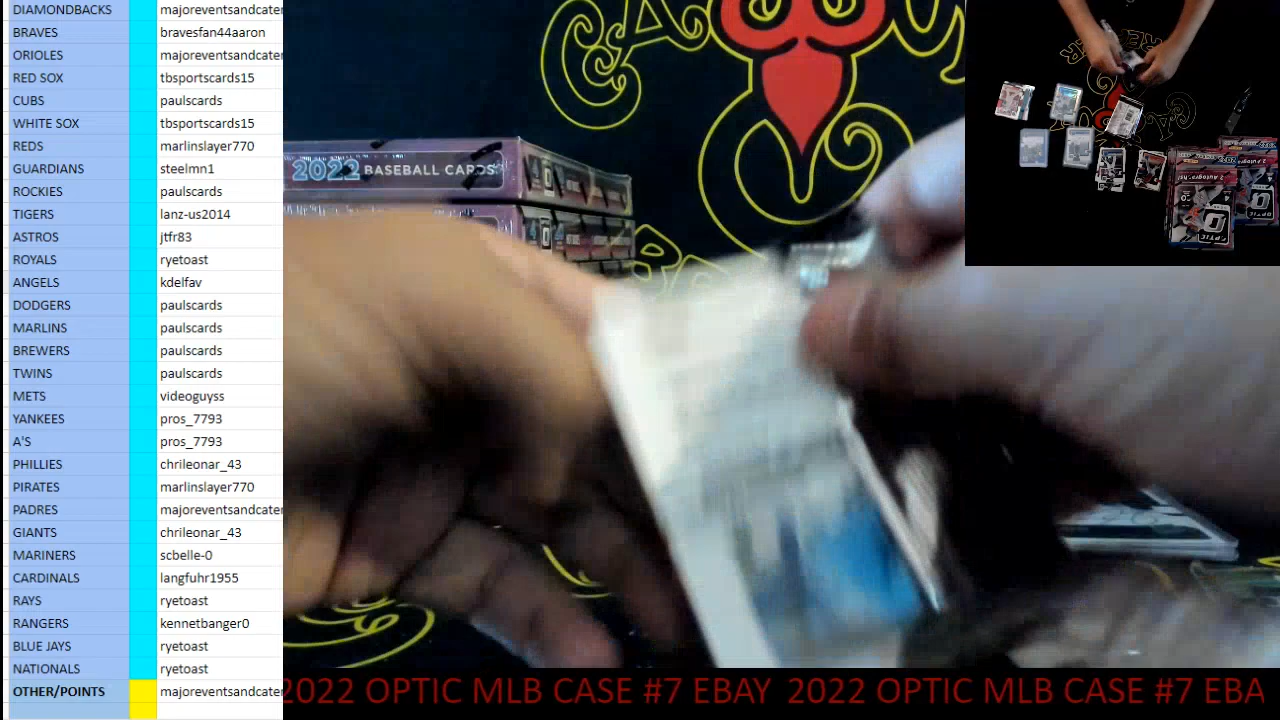 DIAMONDBACKS majoreventsandcater
BRAVES bravesfan44aaron
ORIOLES majoreventsandcater
RED SOX tbsportscards15
CUBS paulscards
WHITE SOX tbsportscards15
REDS marlinslayer770
GUARDIANS steelmn1
ROCKIES paulscards
TIGERS lanz-us2014
ASTROS jtfr83
ROYALS ryetoast
ANGELS kdelfav
DODGERS paulscards
MARLINS paulscards
BREWERS paulscards
TWINS paulscards
METS videoguyss
YANKEES pros_7793
A'S pros_7793
PHILLIES chrileonar_43
PIRATES marlinslayer770
PADRES majoreventsandcater
GIANTS chrileonar_43
MARINERS scbelle-0
CARDINALS langfuhr1955
RAYS ryetoast
RANGERS kennetbanger0
BLUE JAYS ryetoast
NATIONALS ryetoast
OTHER/POINTS majoreventsandcater
2022 BASEBALL CARDS
2022 OPTIC MLB CASE #7 EBAY 2022 OPTIC MLB CASE #7 EBA